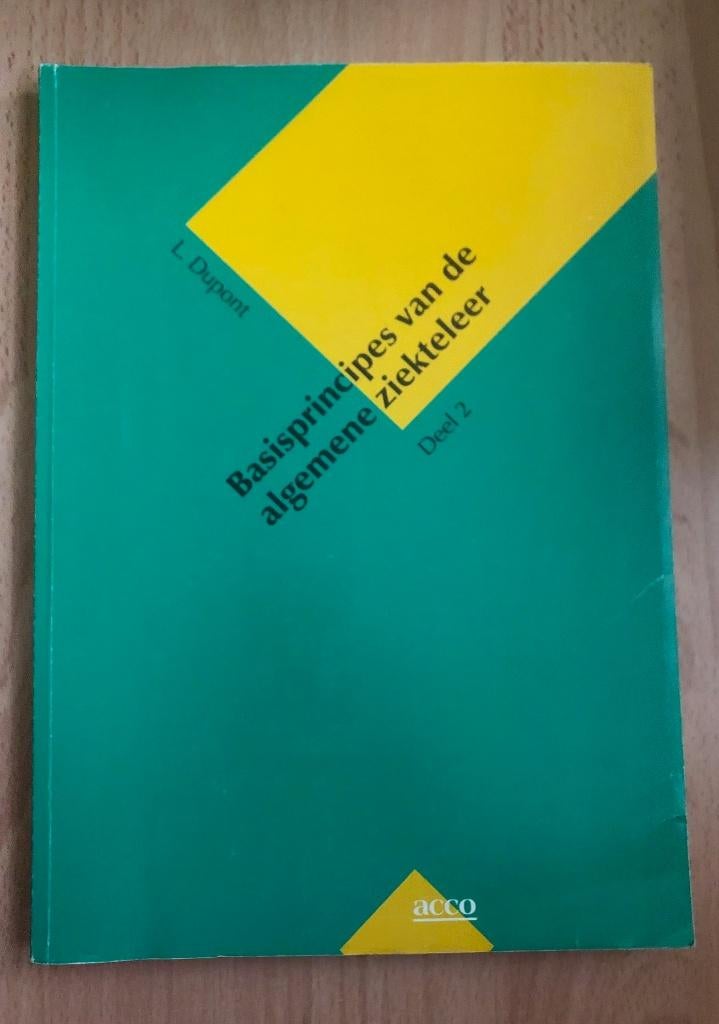 L. Dupont
Basisprincipes van de
algemene ziekteleer
Deel 2
acco